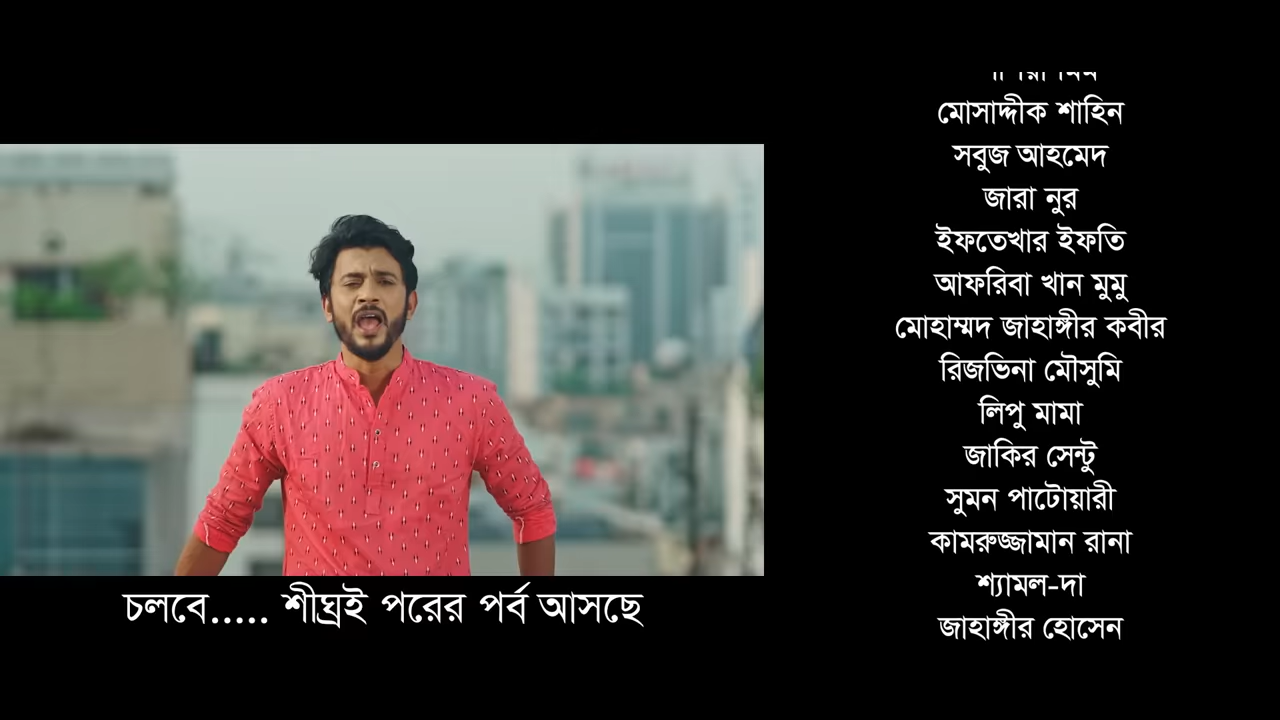 মোসাদ্দীক শাহিন
সবুজ আহমেদ
জারা নুর
ইফতেখার ইফতি
আফরিবা খান মুমু
মোহাম্মদ জাহাঙ্গীর কবীর
রিজভিনা মৌসুমি
লিপু মামা
জাকির সেন্টু
সুমন পাটোয়ারী
কামরুজ্জামান রানা
শ্যামল-দা
জাহাঙ্গীর হোসেন
চলবে..... শীঘ্রই পরের পর্ব আসছে